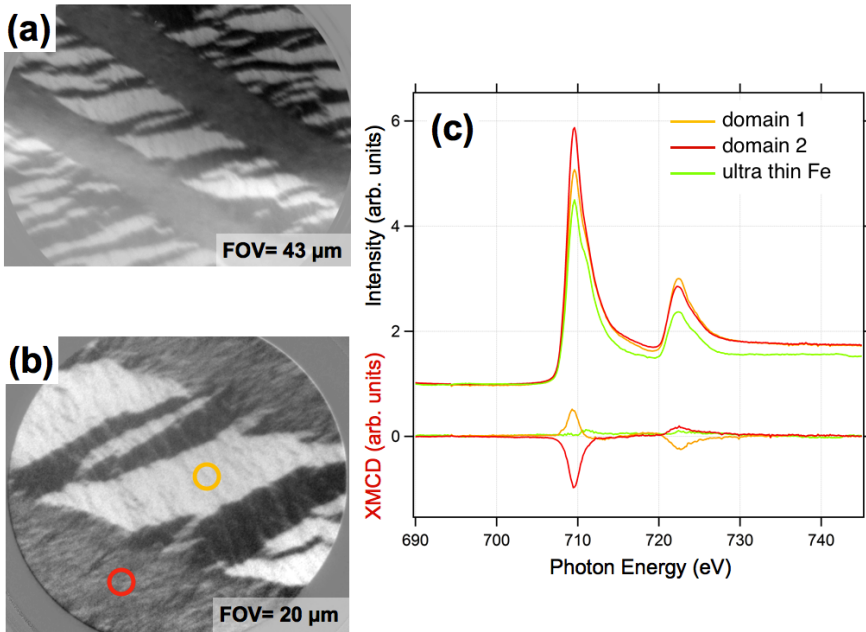 (a)
FOV= 43 µm
(b)
FOV= 20 µm
(c)
domain 1
domain 2
ultra thin Fe
Intensity (arb. units)
XMCD (arb. units)
6
4
2
0
690
700
710
720
730
740
Photon Energy (eV)